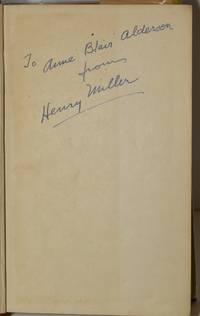 To Anne Blair Alderson
from
Henry Miller